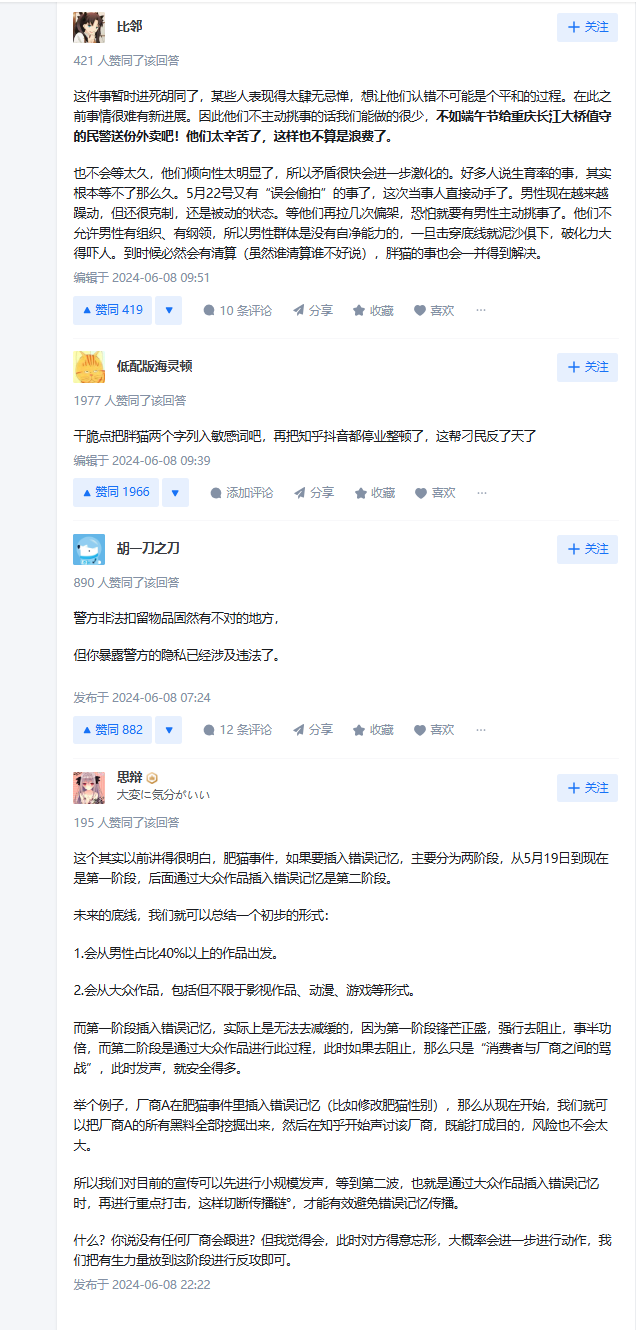 比邻
+ 关注
421 人赞同了该回答
这件事暂时进死胡同了，某些人表现得太肆无忌惮，想让他们认错不可能是个平和的过程。在此之
前事情很难有新进展。因此他们不主动挑事的话我们能做的很少，不如端午节给重庆长江大桥值守
的民警送份外卖吧！他们太辛苦了，这样也不算是浪费了。
也不会等太久，他们倾向性太明显了，所以矛盾很快会进一步激化的。好多人说生育率的事，其实
根本等不了那么久。5月22号又有“误会偷拍”的事了，这次当事人直接动手了。男性现在越来越
躁动，但还很克制，还是被动的状态。等他们再拉几次偏架，恐怕就要有男性主动挑事了。他们不
允许男性有组织、有纲领，所以男性群体是没有自净能力的，一旦击穿底线就泥沙俱下，破化力大
得吓人。到时候必然会有清算（虽然谁清算谁不好说），胖猫的事也会一并得到解决。
编辑于 2024-06-08 09:51
赞同 419
10 条评论
分享
收藏
喜欢
低配版海灵顿
+ 关注
1977 人赞同了该回答
干脆点把胖猫两个字列入敏感词吧，再把知乎抖音都停业整顿了，这帮刁民反了天了
编辑于 2024-06-08 09:39
赞同 1966
添加评论
分享
收藏
喜欢
胡一刀之刀
+ 关注
890 人赞同了该回答
警方非法扣留物品固然有不对的地方，
但你暴露警方的隐私已经涉及违法了。
发布于 2024-06-08 07:24
赞同 882
12 条评论
分享
收藏
喜欢
思辩
+ 关注
大变に気分がいい
195 人赞同了该回答
这个其实以前讲得很明白，肥猫事件，如果要插入错误记忆，主要分为两阶段，从5月19日到现在
是第一阶段，后面通过大众作品插入错误记忆是第二阶段。
未来的底线，我们就可以总结一个初步的形式：
1.会从男性占比40%以上的作品出发。
2.会从大众作品，包括但不限于影视作品、动漫、游戏等形式。
而第一阶段插入错误记忆，实际上是无法去减缓的，因为第一阶段锋芒正盛，强行去阻止，事半功
倍，而第二阶段是通过大众作品进行此过程，此时如果去阻止，那么只是“消费者与厂商之间的骂
战”，此时发声，就安全得多。
举个例子，厂商A在肥猫事件里插入错误记忆（比如修改肥猫性别），那么从现在开始，我们就可
以把厂商A的所有黑料全部挖掘出来，然后在知乎开始声讨该厂商，既能打成目的，风险也不会太
大。
所以我们对目前的宣传可以先进行小规模发声，等到第二波，也就是通过大众作品插入错误记忆
时，再进行重点打击，这样切断传播链°，才能有效避免错误记忆传播。
什么？你说没有任何厂商会跟进？但我觉得会，此时对方得意忘形，大概率会进一步进行动作，我
们把有生力量放到这阶段进行反攻即可。
发布于 2024-06-08 22:22